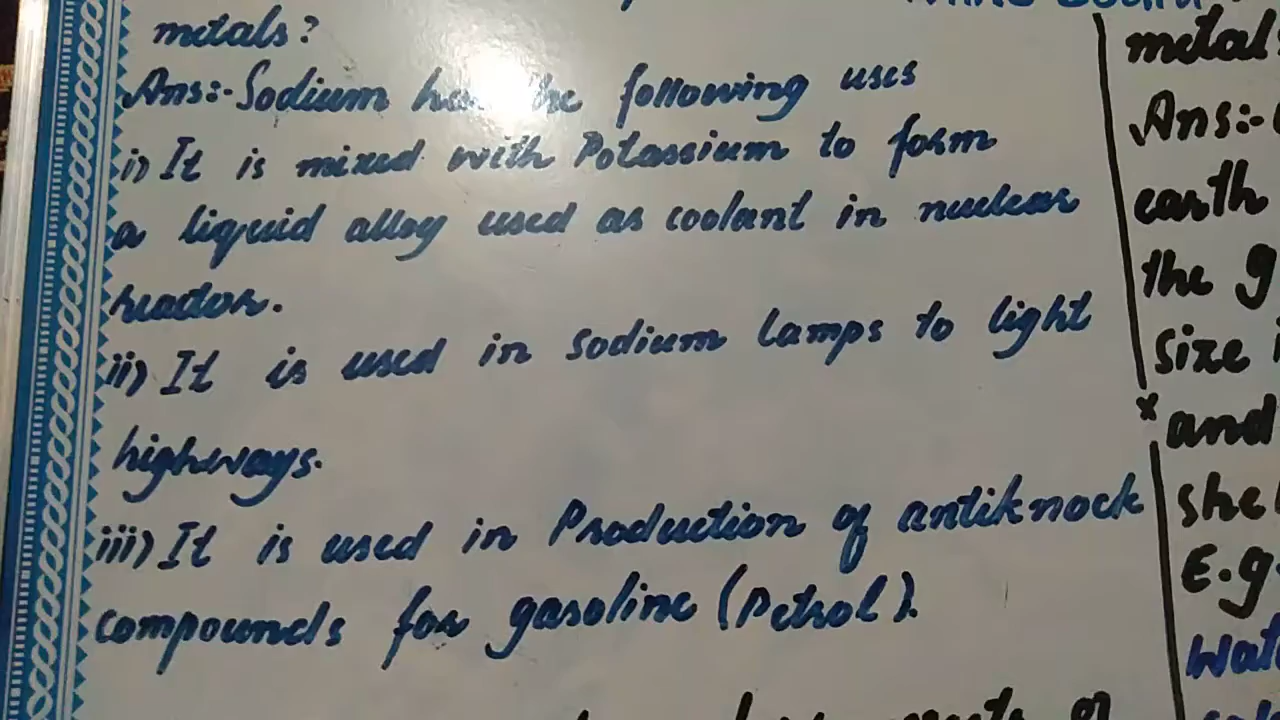 metals?
Ans:- Sodium has the following uses
i) It is mixed with Potassium to form
a liquid alloy used as coolant in nuclear
reactor.
ii) It is used in sodium lamps to light
highways.
iii) It is used in Production of antiknock
compounds for gasoline (Petrol).
metals
Ans:-
earth
the g
size
x and
shel
E.g.
Wat